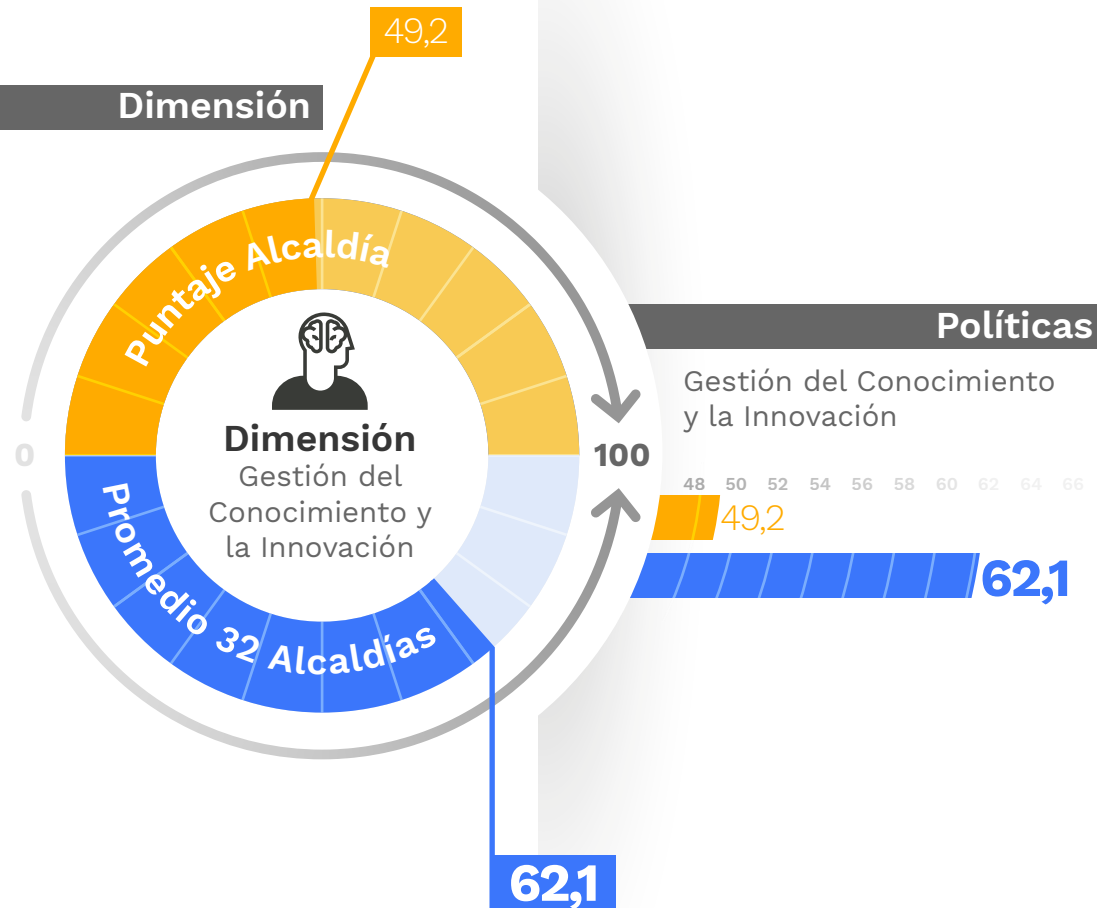 49,2
Dimensión
Puntaje Alcaldía
Dimensión
Gestión del
Conocimiento y
la Innovación
0
100
Promedio 32 Alcaldías
62,1
Políticas
Gestión del Conocimiento
y la Innovación
48 50 52 54 56 58 60 62 64 66
49,2
62,1